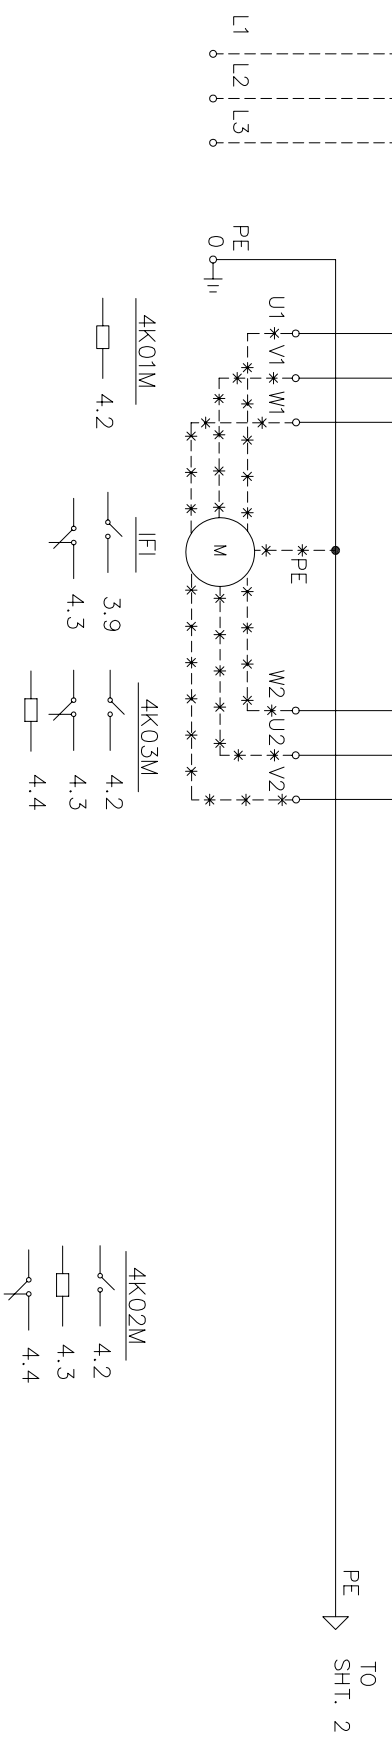 L1
L2
L3
PE
0
U1
V1
W1
M
PE
W2
U2
V2
4K01M
4.2
IFI
3.9
4.3
4K03M
4.2
4.3
4.4
4K02M
4.2
4.3
4.4
PE
TO
SHT. 2